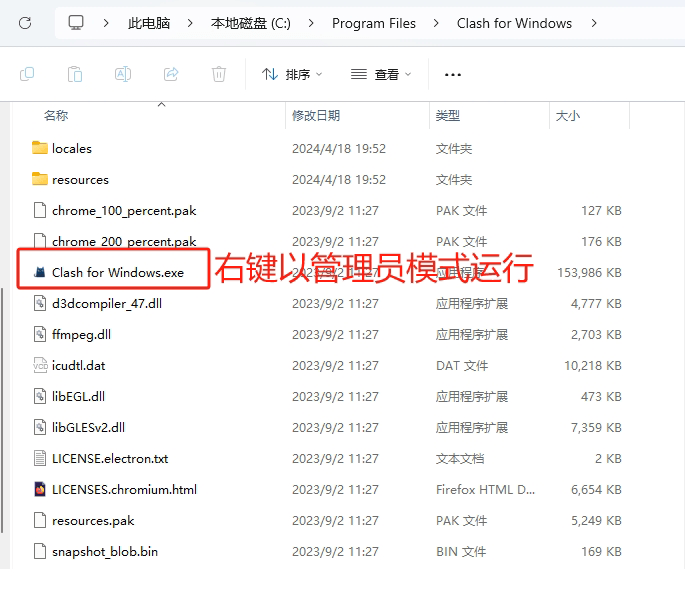 此电脑 本地磁盘 (C:) Program Files Clash for Windows
排序 查看
名称 修改日期 类型 大小
locales 2024/4/18 19:52 文件夹
resources 2024/4/18 19:52 文件夹
chrome_100_percent.pak 2023/9/2 11:27 PAK 文件 127 KB
chrome_200_percent.pak 2023/9/2 11:27 PAK 文件 176 KB
Clash for Windows.exe 2023/9/2 11:27 应用程序 153,986 KB
右键以管理员模式运行
d3dcompiler_47.dll 2023/9/2 11:27 应用程序扩展 4,777 KB
ffmpeg.dll 2023/9/2 11:27 应用程序扩展 2,703 KB
icudtl.dat 2023/9/2 11:27 DAT 文件 10,218 KB
libEGL.dll 2023/9/2 11:27 应用程序扩展 473 KB
libGLESv2.dll 2023/9/2 11:27 应用程序扩展 7,359 KB
LICENSE.electron.txt 2023/9/2 11:27 文本文档 2 KB
LICENSES.chromium.html 2023/9/2 11:27 Firefox HTML D... 6,654 KB
resources.pak 2023/9/2 11:27 PAK 文件 5,249 KB
snapshot_blob.bin 2023/9/2 11:27 BIN 文件 169 KB